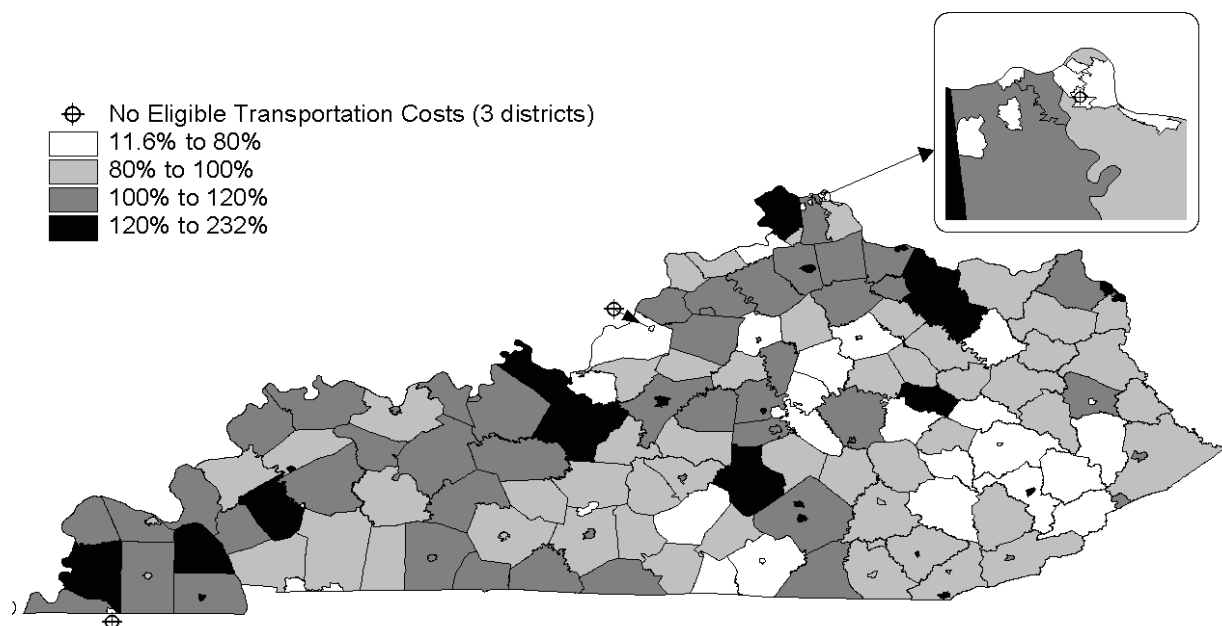 No Eligible Transportation Costs (3 districts)
11.6% to 80%
80% to 100%
100% to 120%
120% to 232%